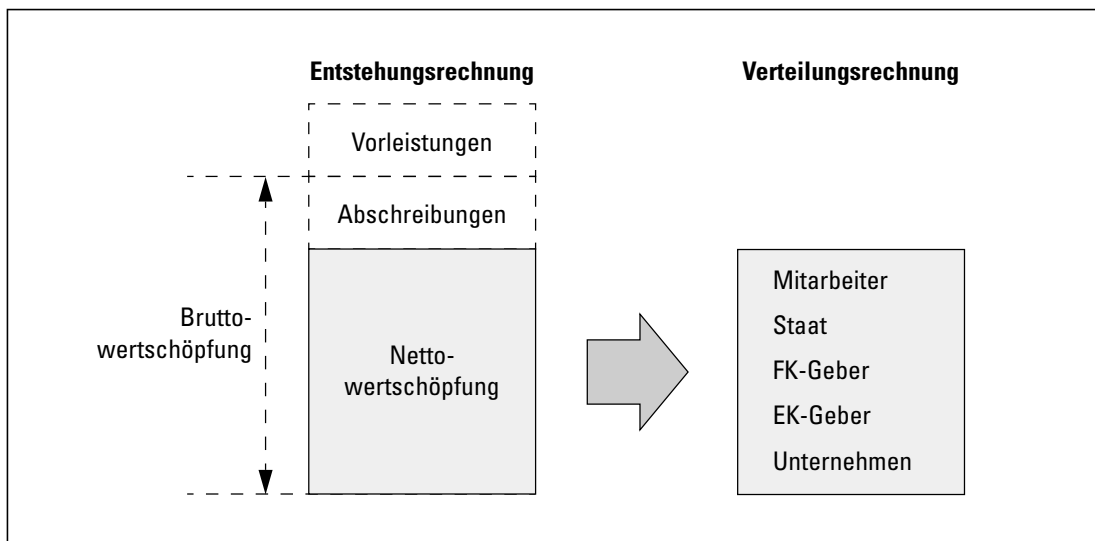 Entstehungsrechnung
Verteilungsrechnung
Vorleistungen
Abschreibungen
Brutto-
wertschöpfung
Netto-
wertschöpfung
Mitarbeiter
Staat
FK-Geber
EK-Geber
Unternehmen